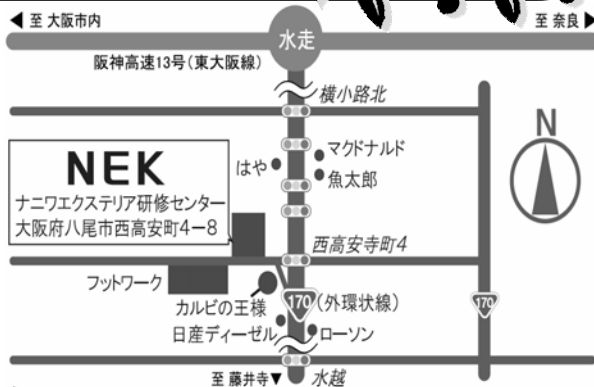 至 大阪市内
至 奈良
水走
阪神高速13号(東大阪線)
横小路北
N
マクドナルド
はや
魚太郎
NEK
ナニワエクステリア研修センター
大阪府八尾市西高安町4−8
西高安寺町4
フットワーク
カルビの王様
170
(外環状線)
170
日産ディーゼル
ローソン
至 藤井寺
水越